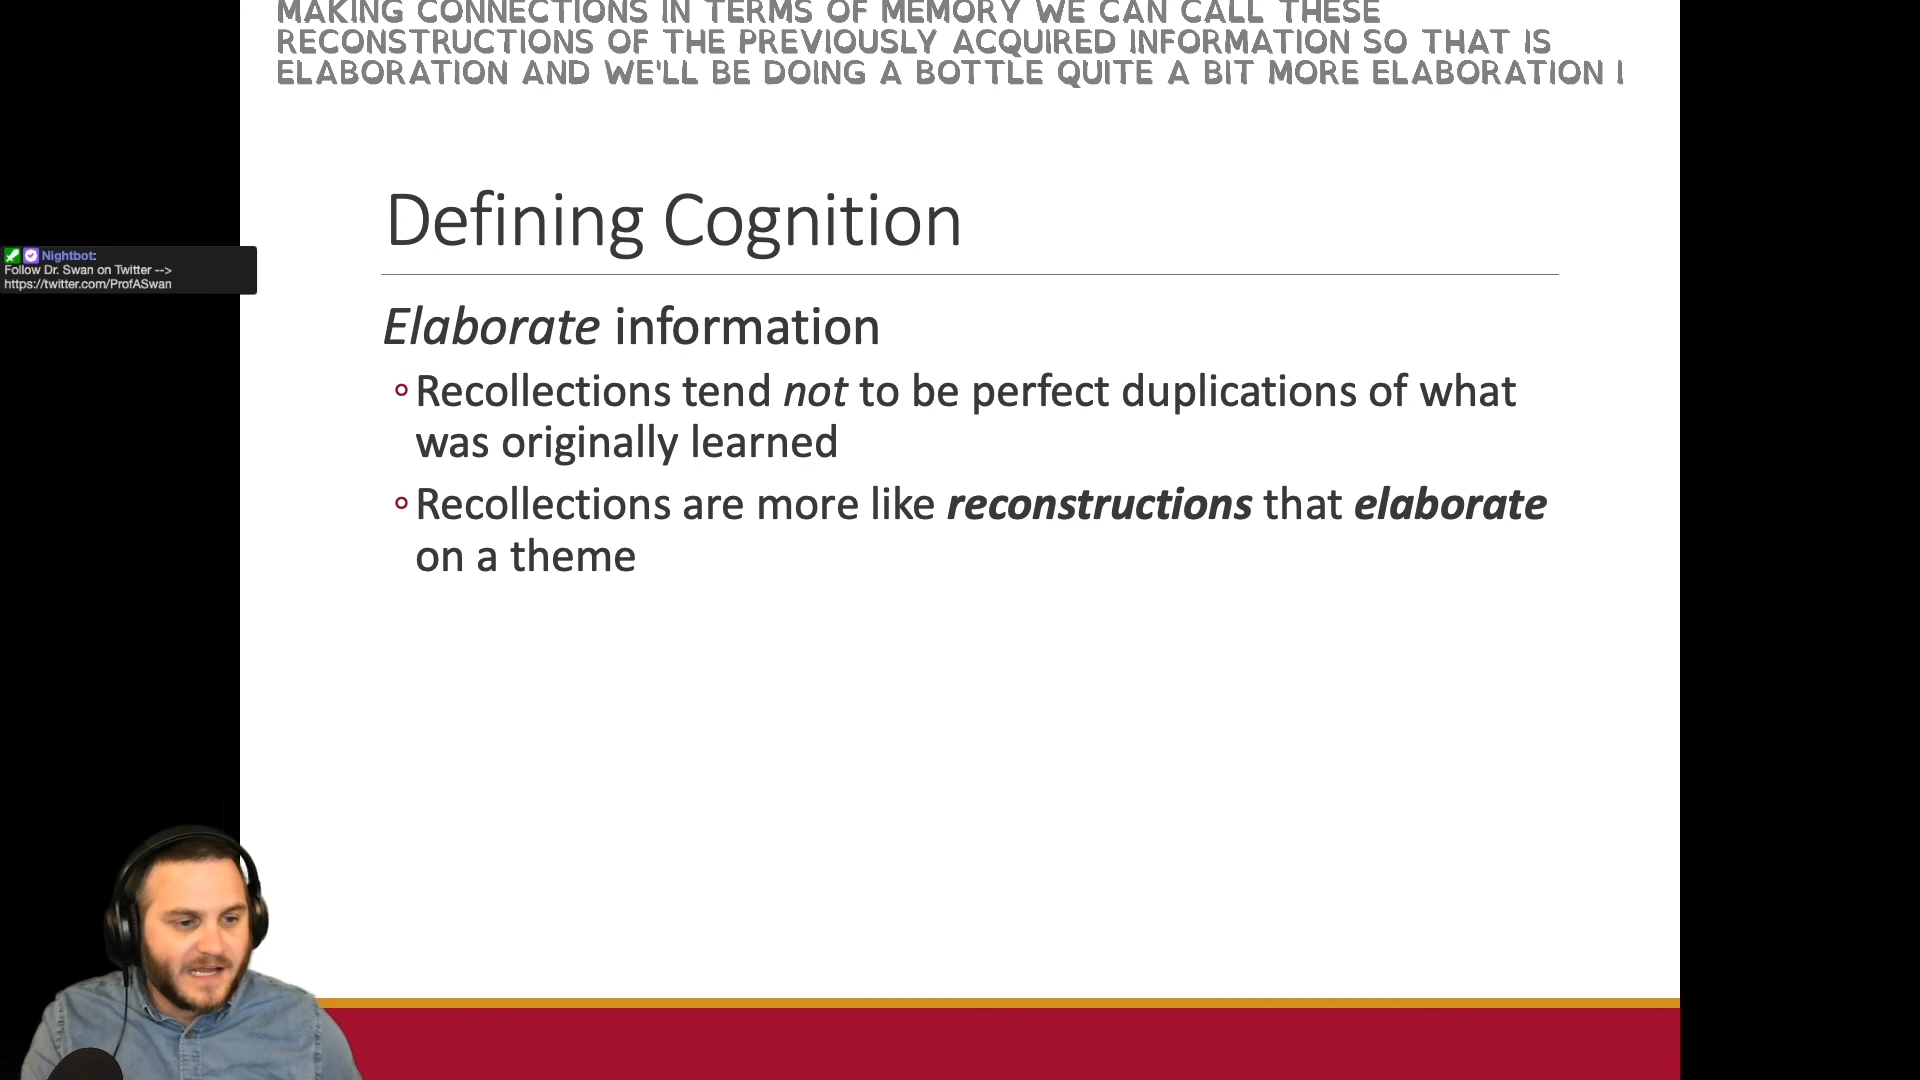 MAKING CONNECTIONS IN TERMS OF MEMORY WE CAN CALL THESE
RECONSTRUCTIONS OF THE PREVIOUSLY ACQUIRED INFORMATION SO THAT IS
ELABORATION AND WE'LL BE DOING A BOTTLE QUITE A BIT MORE ELABORATION I
Defining Cognition
Nightbot:
Follow Dr. Swan on Twitter -->
https://twitter.com/ProfASwan
Elaborate information
◦Recollections tend not to be perfect duplications of what
was originally learned
◦Recollections are more like reconstructions that elaborate
on a theme